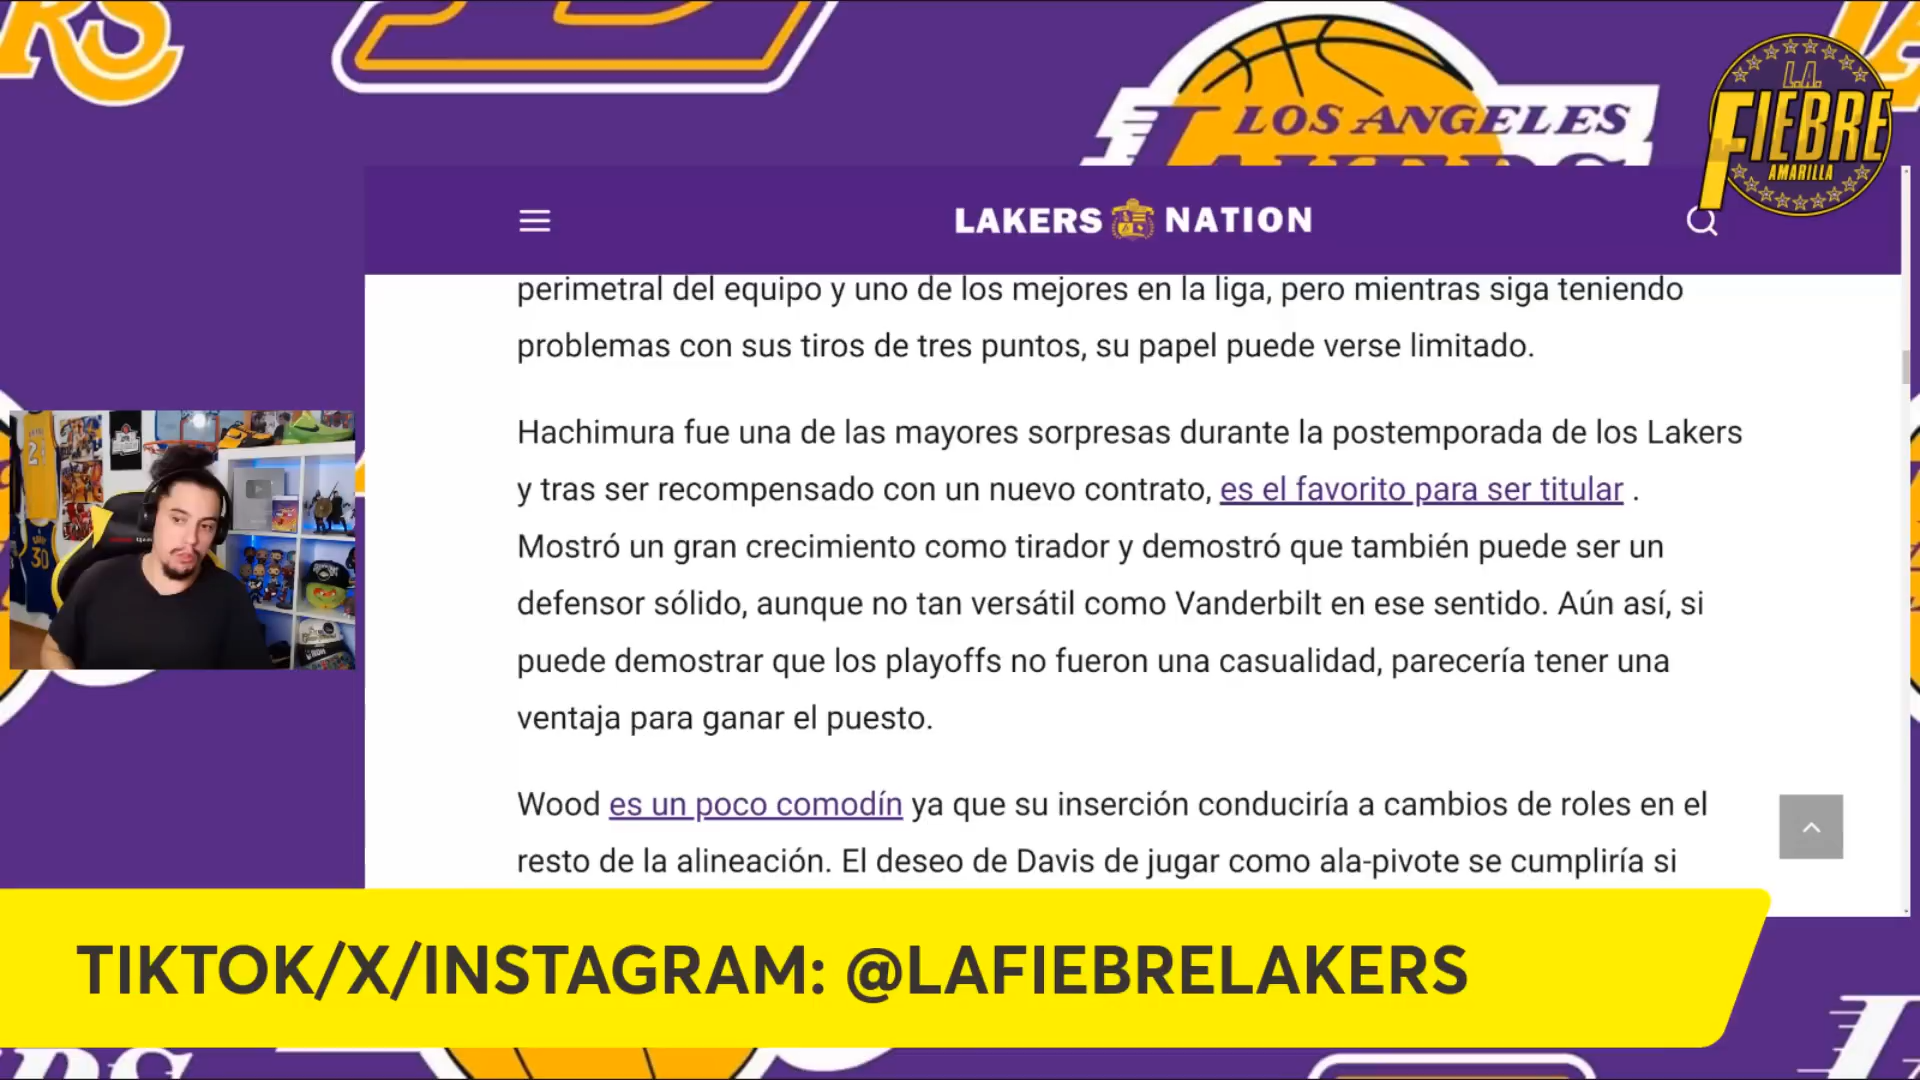 RS
LOS ANGELES
LAKERS
L.A.
FIEBRE
AMARILLA
LAKERS NATION
perimetral del equipo y uno de los mejores en la liga, pero mientras siga teniendo
problemas con sus tiros de tres puntos, su papel puede verse limitado.
Hachimura fue una de las mayores sorpresas durante la postemporada de los Lakers
y tras ser recompensado con un nuevo contrato, es el favorito para ser titular .
Mostró un gran crecimiento como tirador y demostró que también puede ser un
defensor sólido, aunque no tan versátil como Vanderbilt en ese sentido. Aún así, si
puede demostrar que los playoffs no fueron una casualidad, parecería tener una
ventaja para ganar el puesto.
Wood es un poco comodín ya que su inserción conduciría a cambios de roles en el
resto de la alineación. El deseo de Davis de jugar como ala-pivote se cumpliría si
30
TIKTOK/X/INSTAGRAM: @LAFIEBRELAKERS